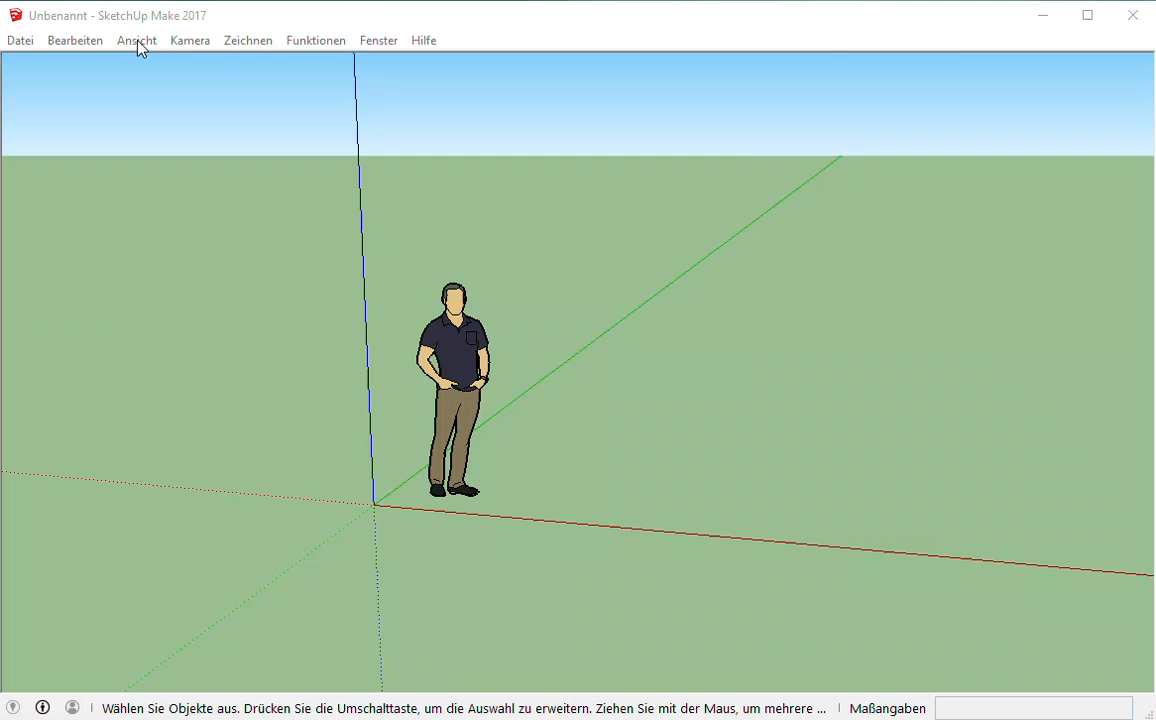 Unbenannt - SketchUp Make 2017
Datei Bearbeiten Ansicht Kamera Zeichnen Funktionen Fenster Hilfe
Wählen Sie Objekte aus. Drücken Sie die Umschalttaste, um die Auswahl zu erweitern. Ziehen Sie mit der Maus, um mehrere ... Maßangaben